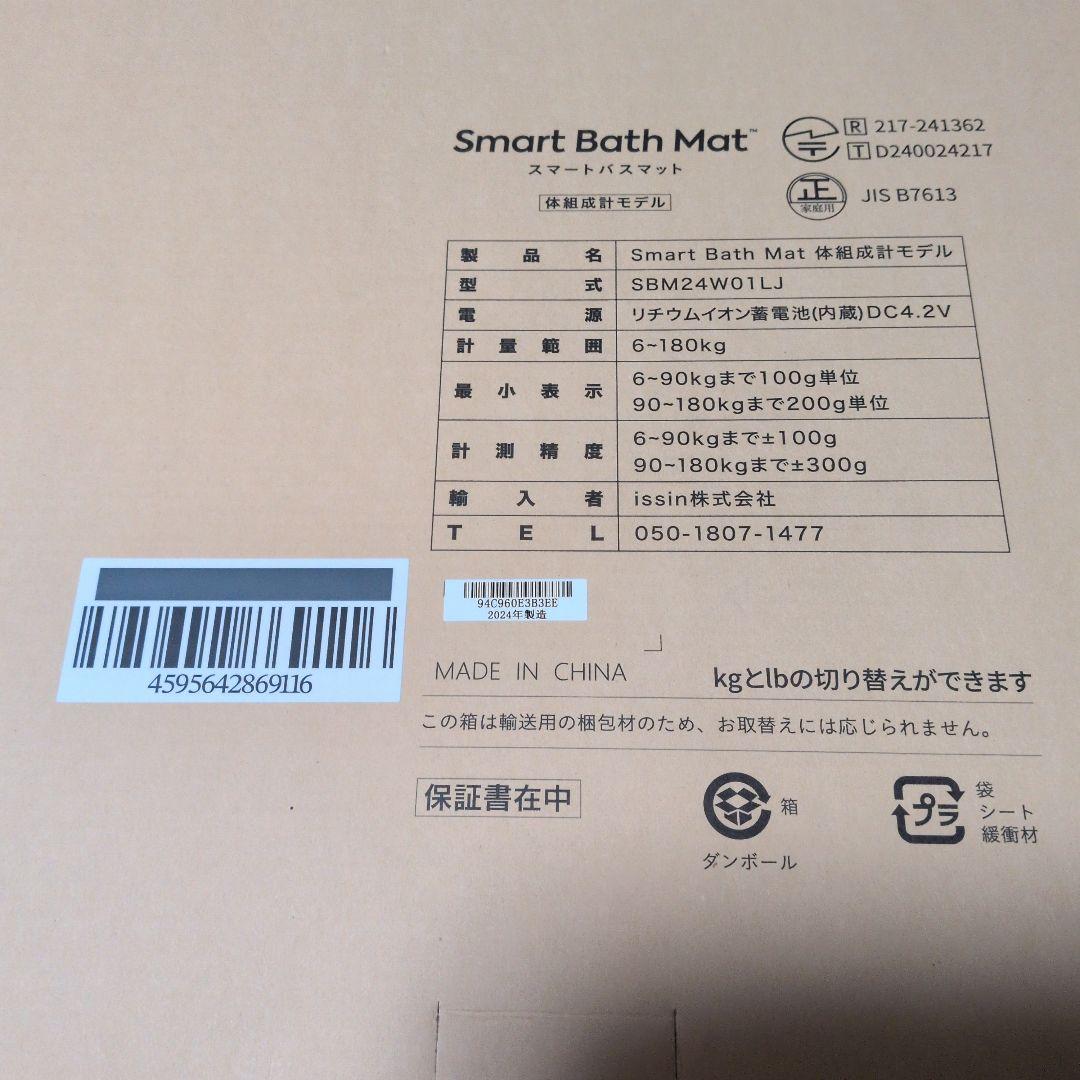 Smart Bath Mat™
スマートバスマット
体組成計モデル
R 217-241362
T D240024217
正 家庭用 JIS B7613
製品名 Smart Bath Mat 体組成計モデル
型式 SBM24W01LJ
電源 リチウムイオン蓄電池(内蔵)DC4.2V
計量範囲 6~180kg
最小表示 6~90kgまで100g単位
90~180kgまで200g単位
計測精度 6~90kgまで±100g
90~180kgまで±300g
輸入者 issin株式会社
TEL 050-1807-1477
4595642869116
94C960E3B3EE
2024年製造
MADE IN CHINA
kgとlbの切り替えができます
この箱は輸送用の梱包材のため、お取替えには応じられません。
保証書在中
箱
ダンボール
プラ
袋
シート
緩衝材